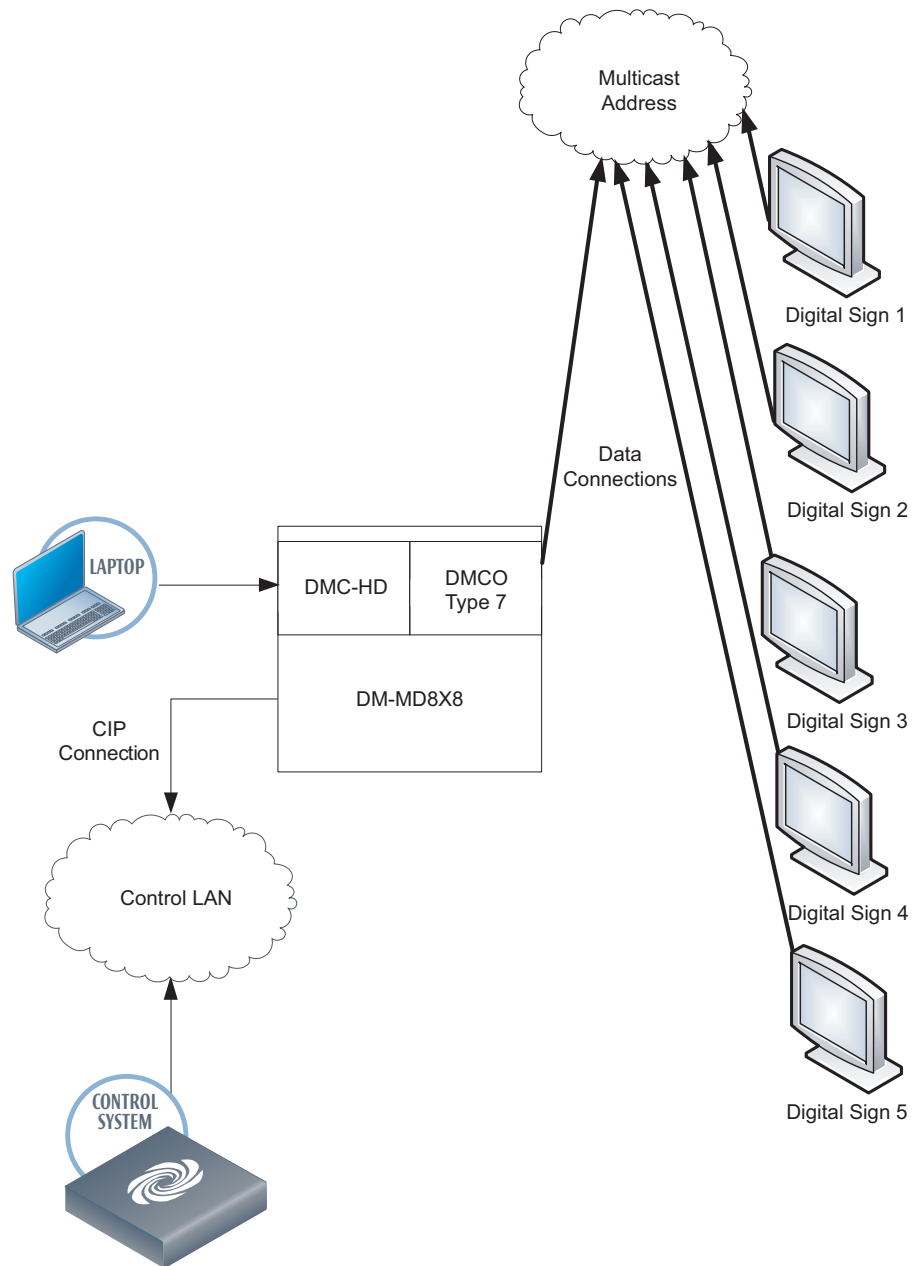 Multicast
Address
Digital Sign 1
Digital Sign 2
Data
Connections
LAPTOP
DMC-HD
DMCO
Type 7
DM-MD8X8
Digital Sign 3
CIP
Connection
Control LAN
Digital Sign 4
Digital Sign 5
CONTROL
SYSTEM